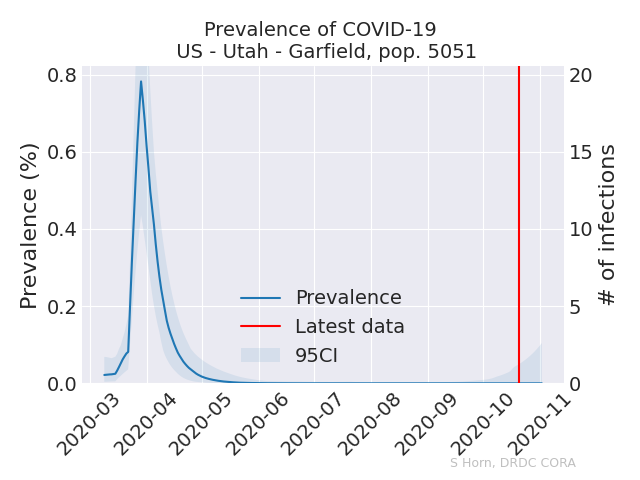 Prevalence of COVID-19
US - Utah - Garfield, pop. 5051
0.8
0.6
0.4
0.2
0.0
Prevalence (%)
20
15
10
5
0
# of infections
Prevalence
Latest data
95CI
2020-03
2020-04
2020-05
2020-06
2020-07
2020-08
2020-09
2020-10
2020-11
S Horn, DRDC CORA